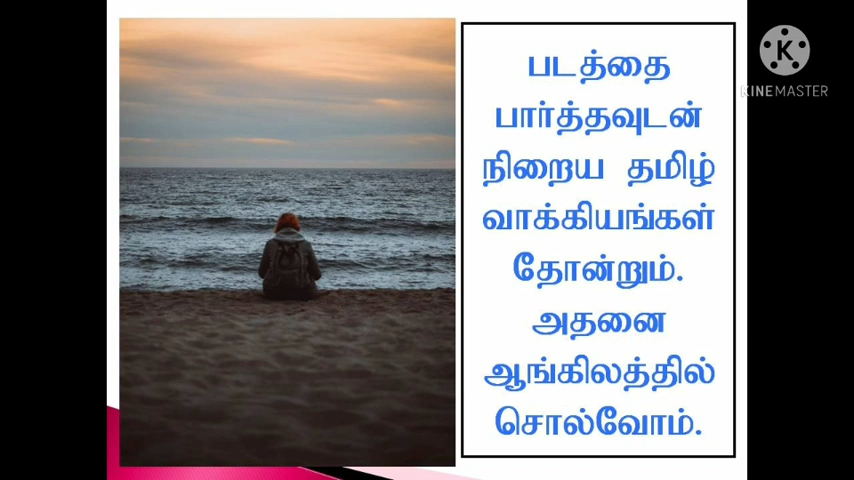 படத்தை
பார்த்தவுடன்
நிறைய தமிழ்
வாக்கியங்கள்
தோன்றும்.
அதனை
ஆங்கிலத்தில்
சொல்வோம்.
KINEMASTER